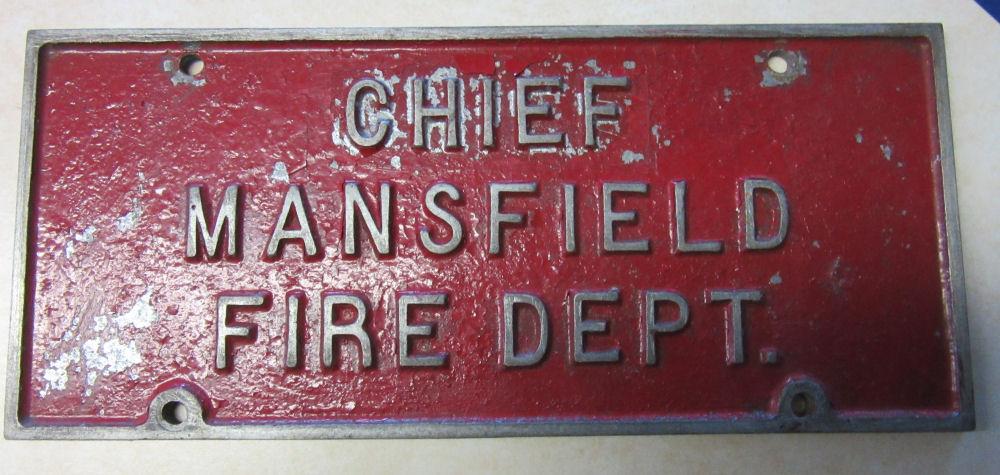 CHIEF
MANSFIELD
FIRE DEPT.